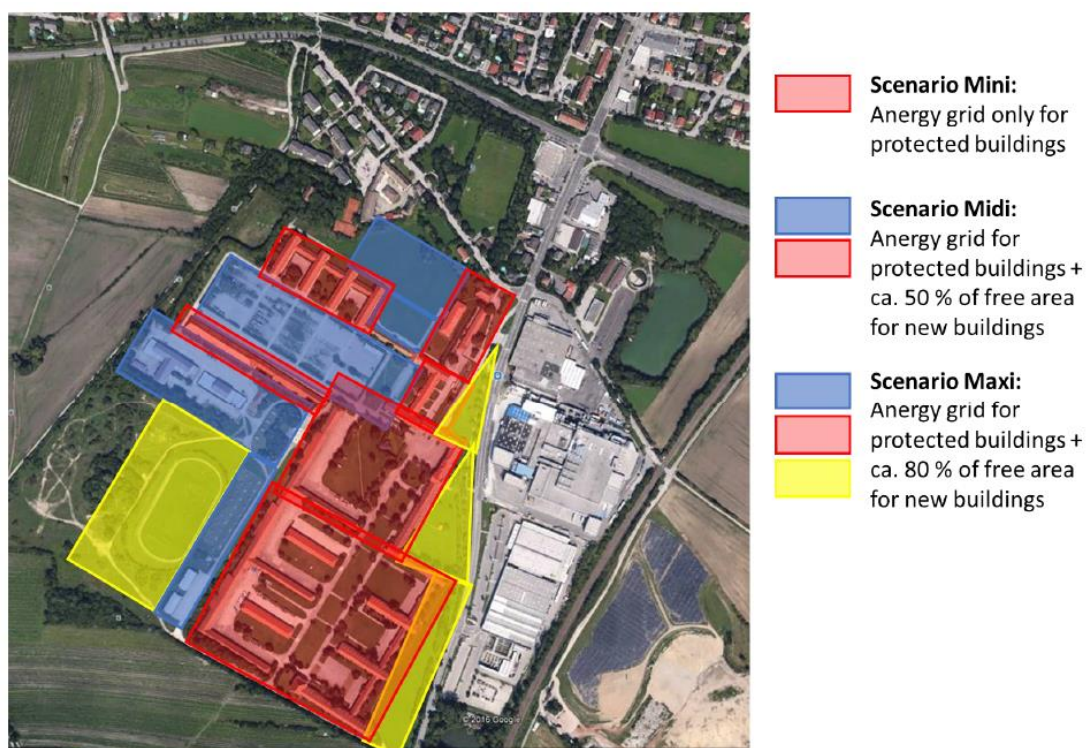 Scenario Mini:
Anergy grid only for
protected buildings
Scenario Midi:
Anergy grid for
protected buildings +
ca. 50 % of free area
for new buildings
Scenario Maxi:
Anergy grid for
protected buildings +
ca. 80 % of free area
for new buildings
© 2016 Google